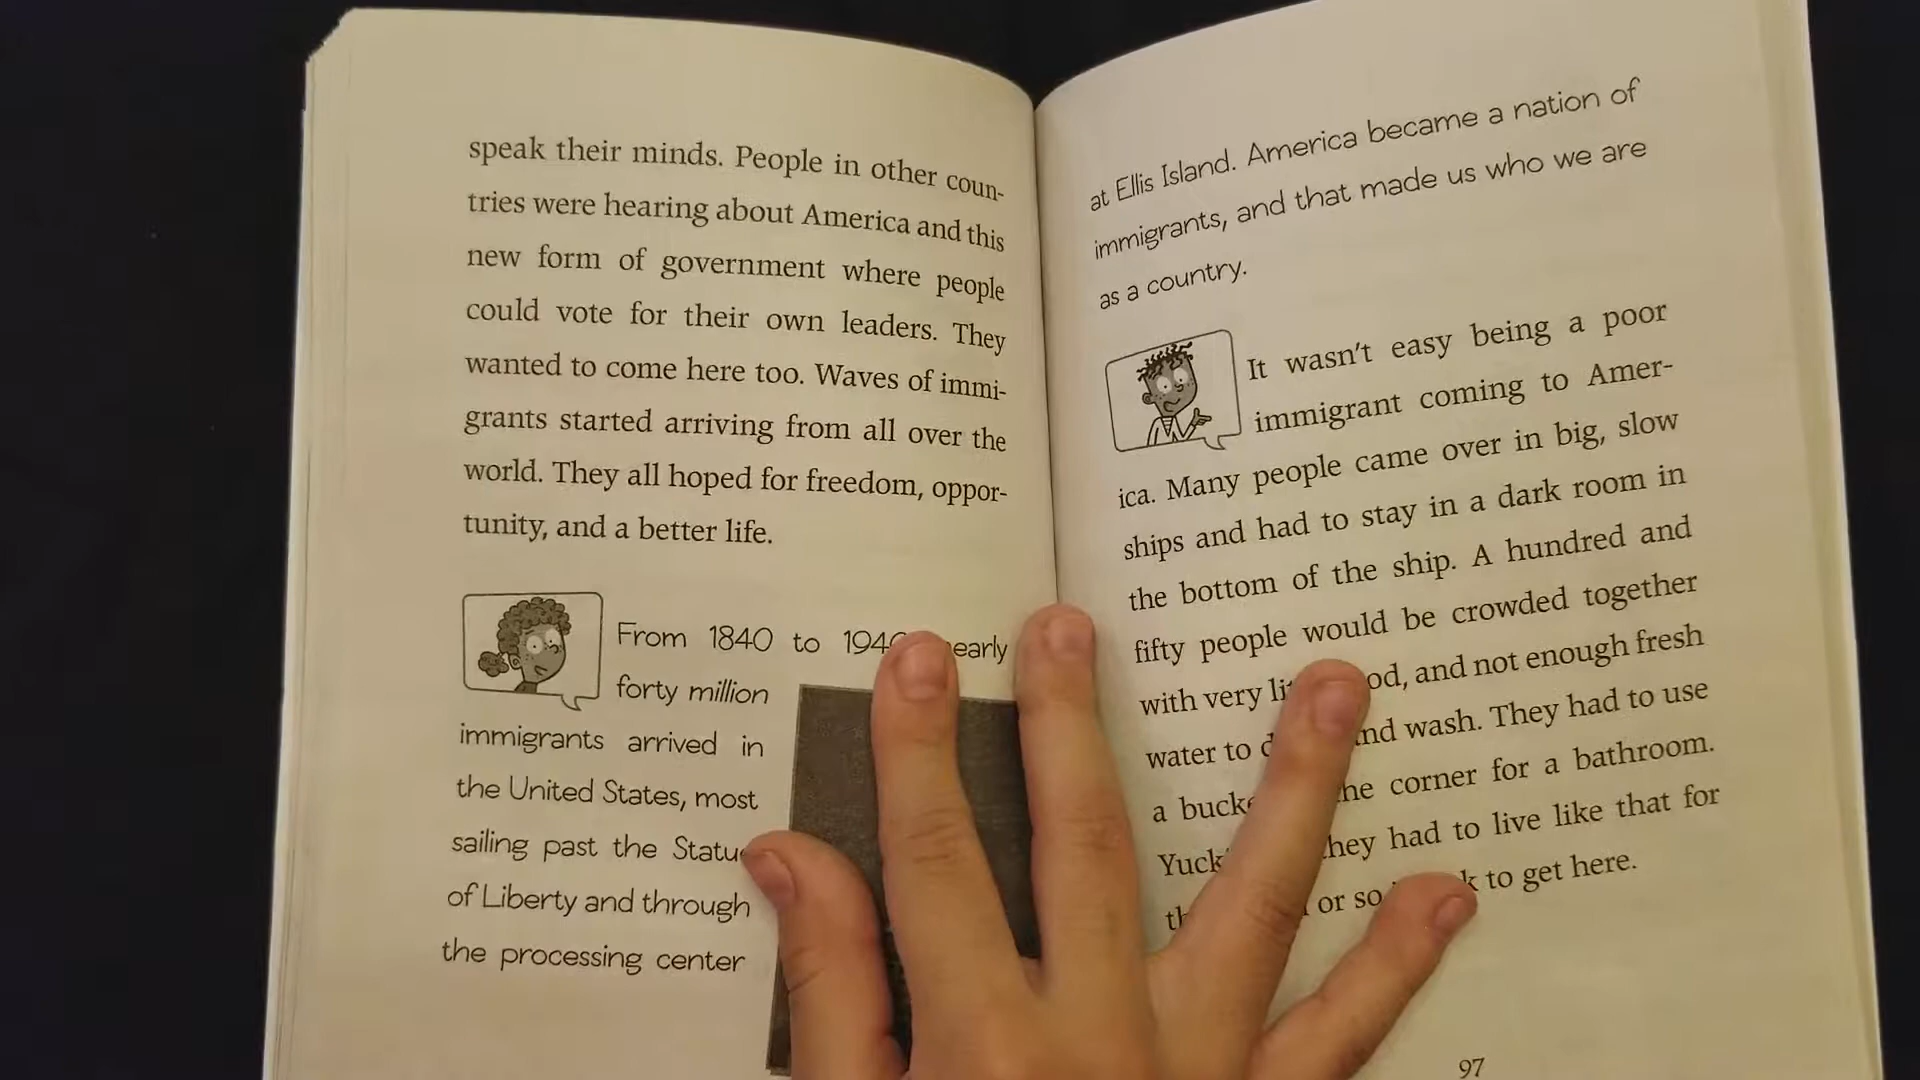 speak their minds. People in other coun-
tries were hearing about America and this
new form of government where people
could vote for their own leaders. They
wanted to come here too. Waves of immi-
grants started arriving from all over the
world. They all hoped for freedom, oppor-
tunity, and a better life.
From 1840 to
forty million
immigrants arrived in
the United States, most
sailing past the
of Liberty and through
the processing center
at Ellis Island. America became a nation of
immigrants, and that made us who we are
as a country.
It wasn't easy being a poor
immigrant coming to Amer-
ica. Many people came over in big, slow
ships and had to stay in a dark room in
the bottom of the ship. A hundred and
fifty people would be crowded together
with very and not enough fresh
water to wash. They had to use
a corner for a bathroom.
had to live like that for
or so to get here.
97